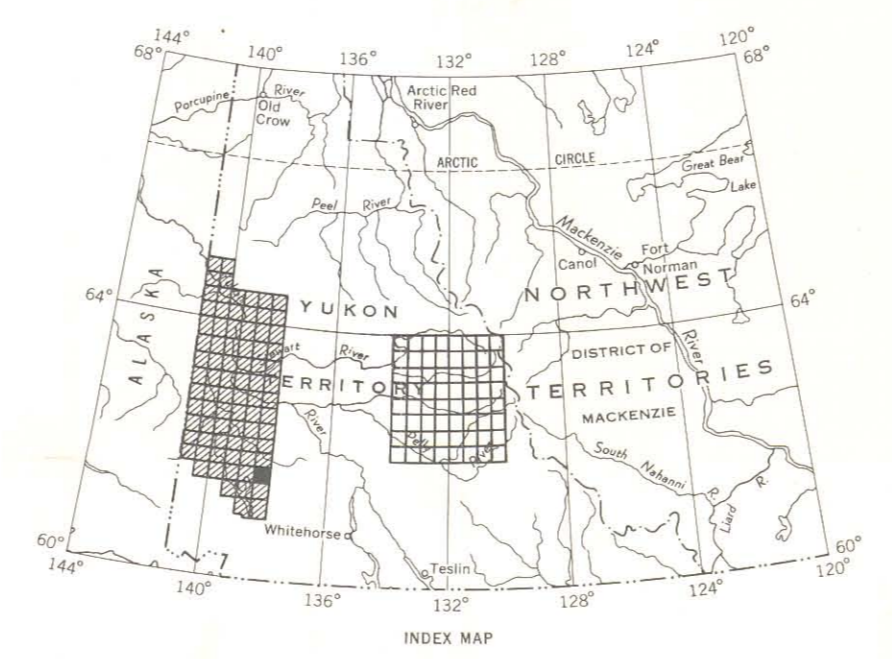 144° 140° 136° 132° 128° 124° 120°
68° 68°
Porcupine River
Old
Crow
Arctic Red
River
ARCTIC CIRCLE
Great Bear
Lake
Peel River
Mackenzie
Canol
Fort
Norman
ALASKA
64° 64°
YUKON
NORTHWEST
River
River
DISTRICT OF
TERRITORY
TERRITORIES
MACKENZIE
River
Pelly
River
South
Nahanni
R.
Liard
R.
Whitehorse
Teslin
60° 60°
144° 140° 136° 132° 128° 124° 120°
INDEX MAP